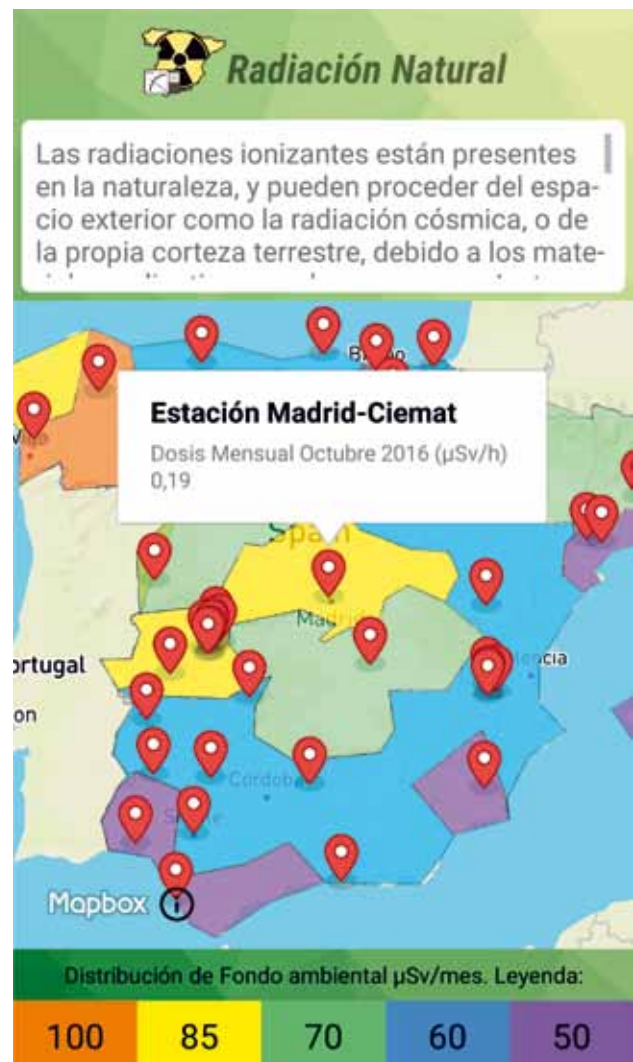 Radiación Natural
Las radiaciones ionizantes están presentes
en la naturaleza, y pueden proceder del espa-
cio exterior como la radiación cósmica, o de
la propia corteza terrestre, debido a los mate-
Estación Madrid-Ciemat
Dosis Mensual Octubre 2016 (µSv/h)
0,19
Spain
Madrid
Córdoba
Mapbox
Distribución de Fondo ambiental µSv/mes. Leyenda:
100 85 70 60 50